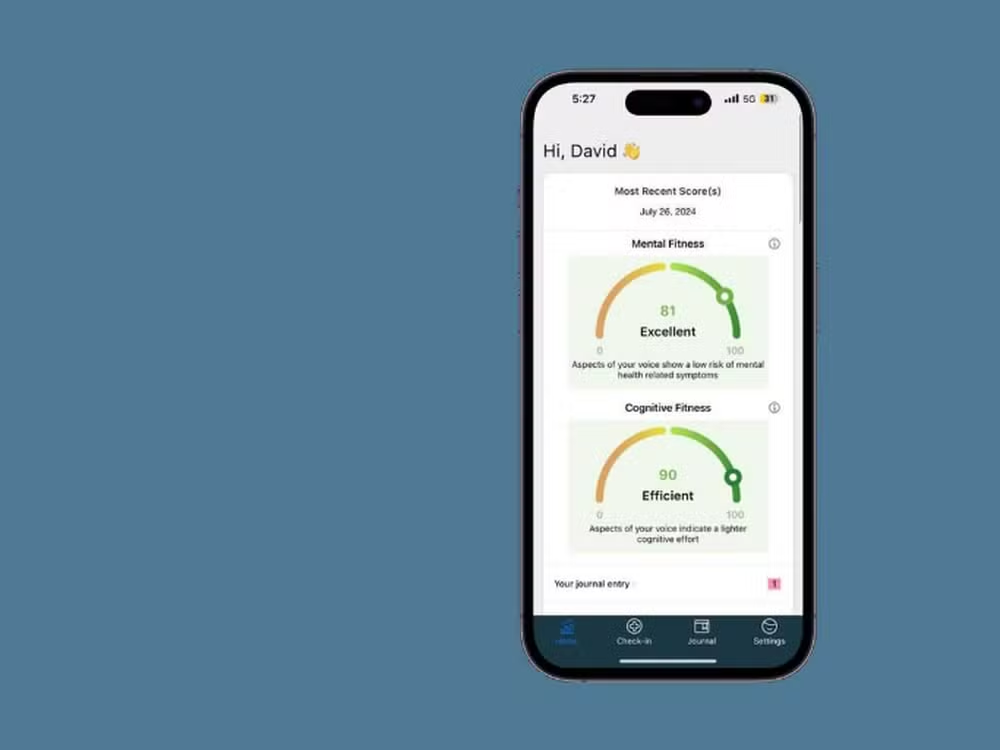 5:27
5G 31
Hi, David 👋
Most Recent Score(s)
July 26, 2024
Mental Fitness
81
Excellent
0 100
Aspects of your voice show a low risk of mental
health related symptoms
Cognitive Fitness
90
Efficient
0 100
Aspects of your voice indicate a lighter
cognitive effort
Your journal entry 1
Home Check-in Journal Settings